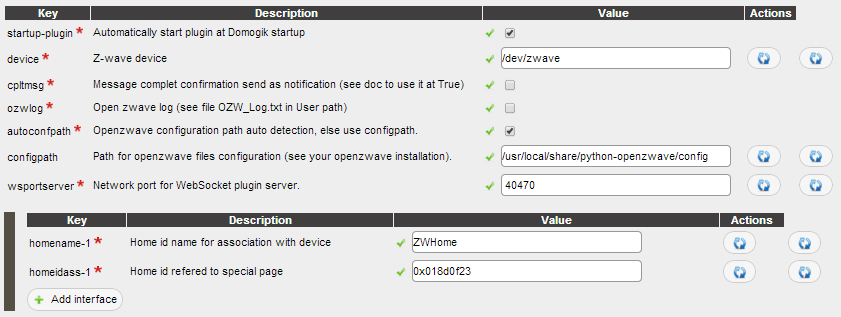 Key Description Value Actions
startup-plugin * Automatically start plugin at Domogik startup
device * Z-wave device /dev/zwave
cpltmsg * Message complet confirmation send as notification (see doc to use it at True)
ozwlog * Open zwave log (see file OZW_Log.txt in User path)
autoconfpath * Openzwave configuration path auto detection, else use configpath.
configpath Path for openzwave files configuration (see your openzwave installation). /usr/local/share/python-openzwave/config
wsportserver * Network port for WebSocket plugin server. 40470
Key Description Value Actions
homename-1 * Home id name for association with device ZWHome
homeidass-1 * Home id refered to special page 0x018d0f23
+ Add interface